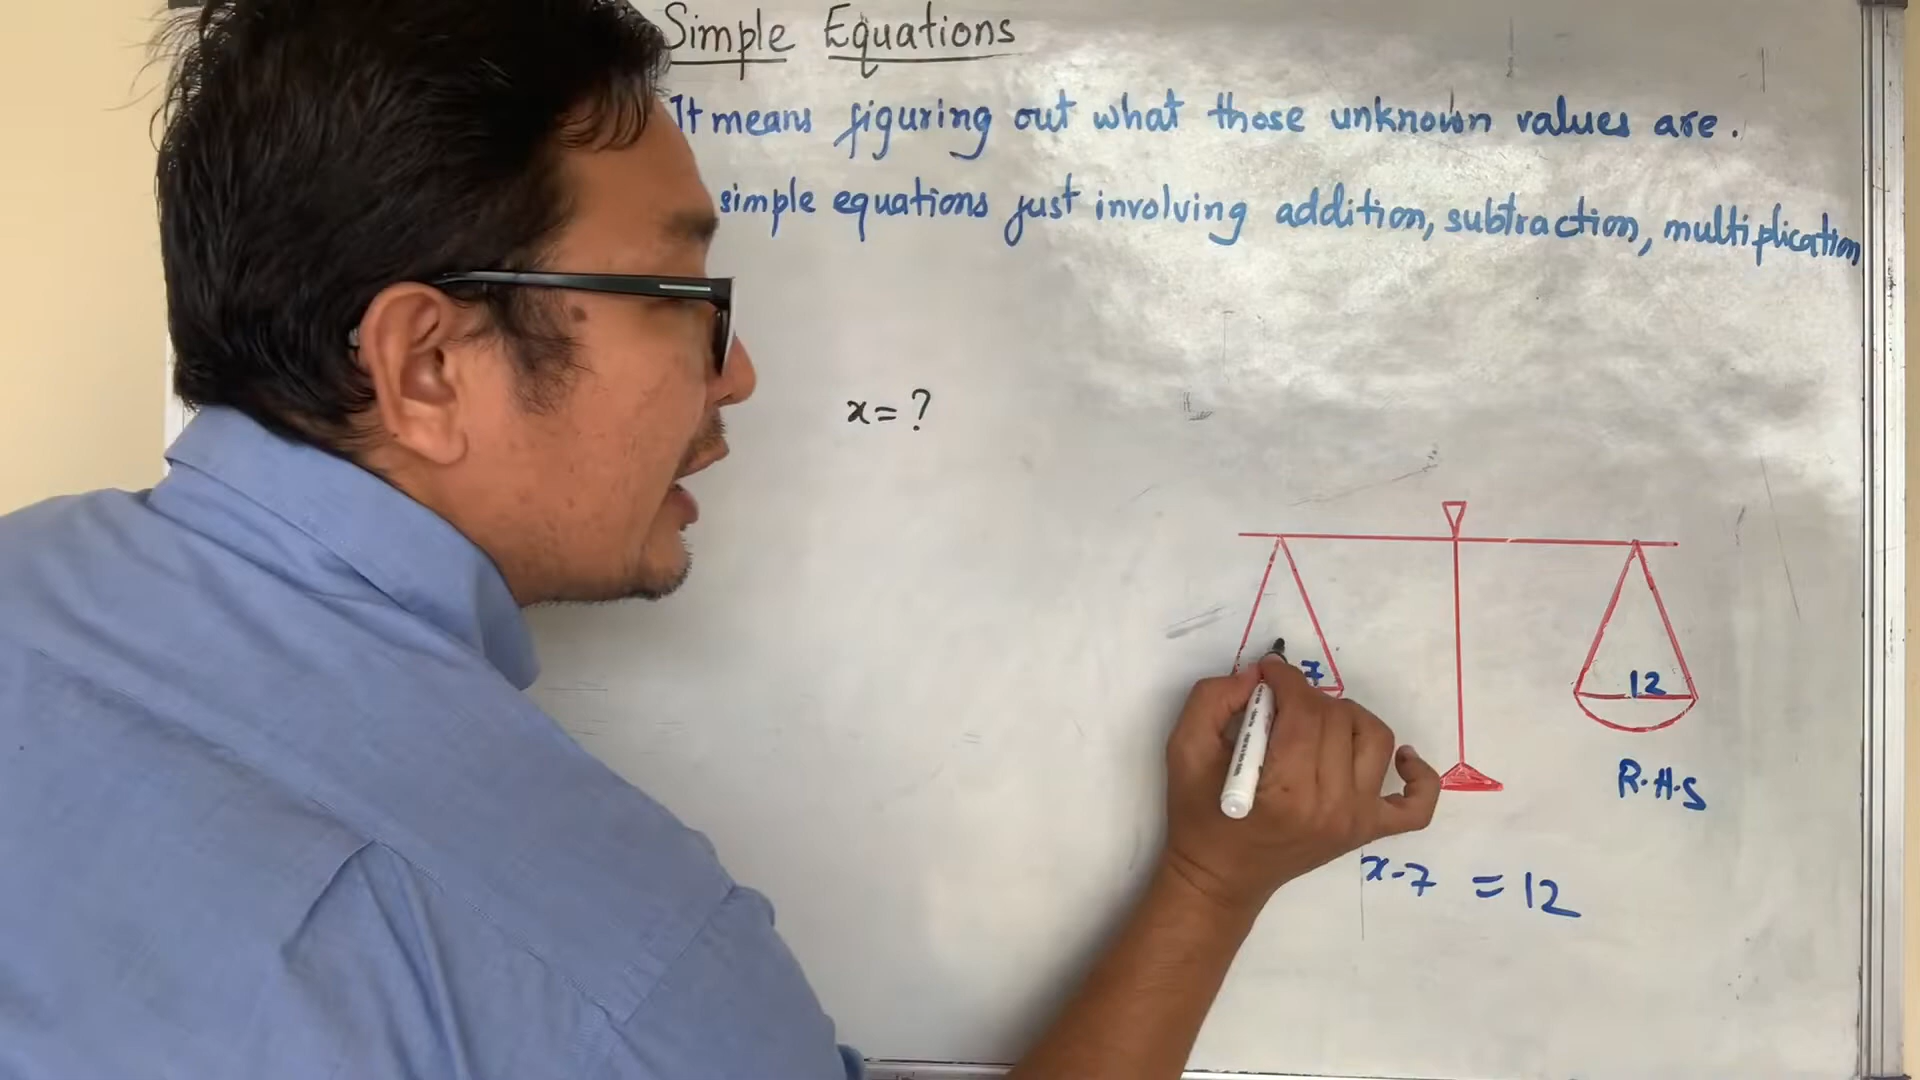 Simple Equations
It means figuring out what those unknown values are.
simple equations just involving addition, subtraction, multiplication
x = ?
7
12
R.H.S
x - 7 = 12